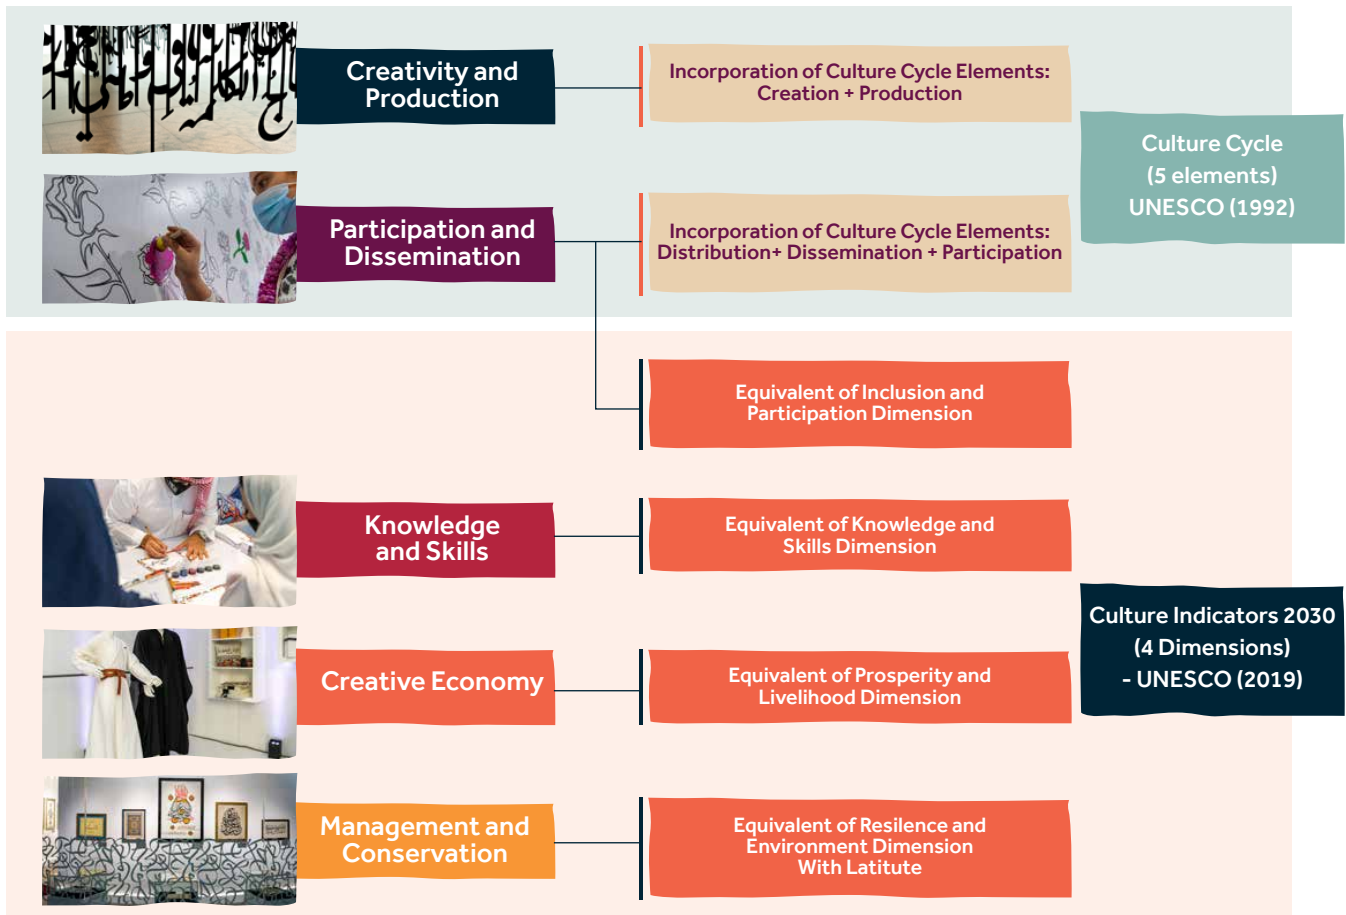 Creativity and
Production
Incorporation of Culture Cycle Elements:
Creation + Production
Culture Cycle
(5 elements)
UNESCO (1992)
Participation and
Dissemination
Incorporation of Culture Cycle Elements:
Distribution+ Dissemination + Participation
Equivalent of Inclusion and
Participation Dimension
Knowledge
and Skills
Equivalent of Knowledge and
Skills Dimension
Culture Indicators 2030
(4 Dimensions)
- UNESCO (2019)
Creative Economy
Equivalent of Prosperity and
Livelihood Dimension
Management and
Conservation
Equivalent of Resilence and
Environment Dimension
With Latitute